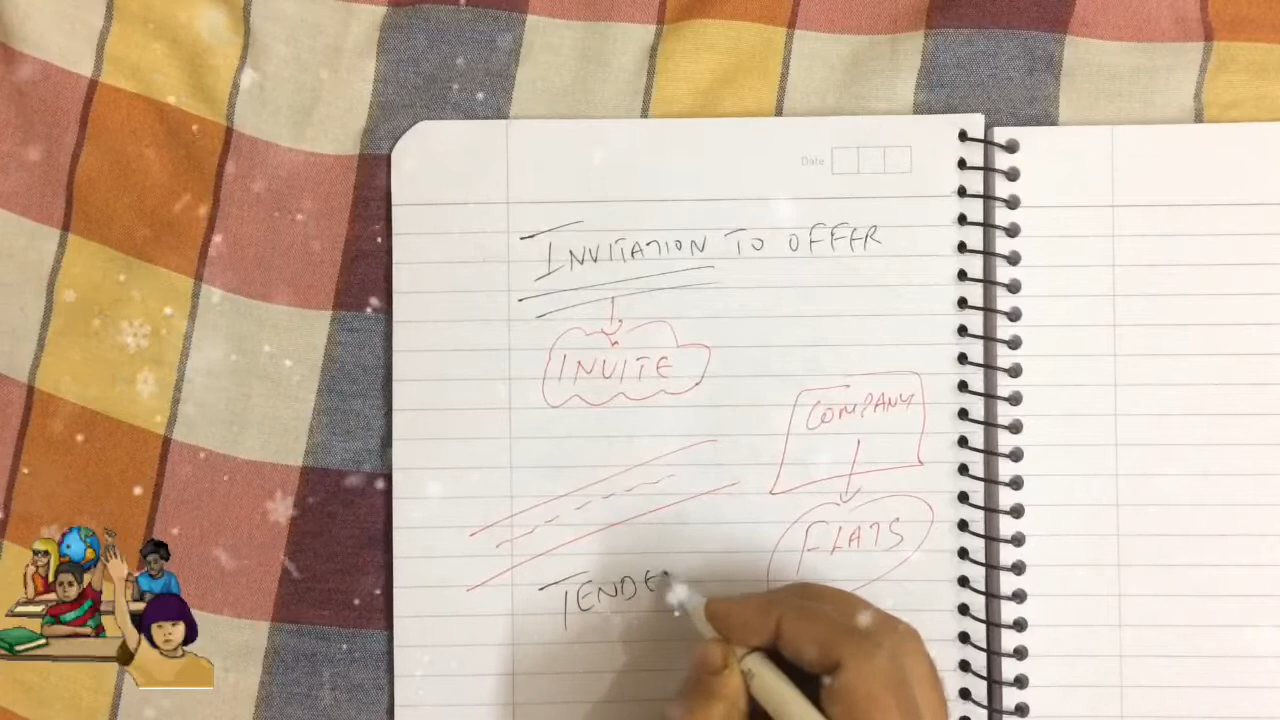 Date
INVITATION TO OFFER
INVITE
COMPANY
FLATS
TENDE